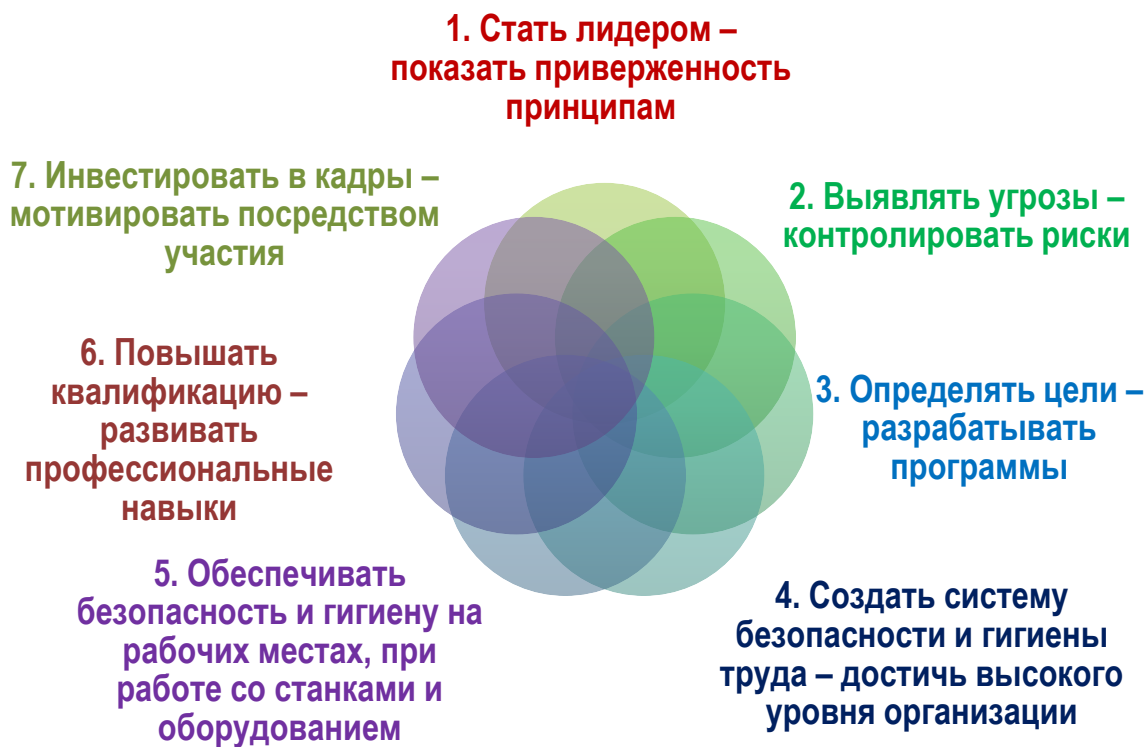 1. Стать лидером –
показать приверженность
принципам
2. Выявлять угрозы –
контролировать риски
3. Определять цели –
разрабатывать
программы
4. Создать систему
безопасности и гигиены
труда – достичь высокого
уровня организации
5. Обеспечивать
безопасность и гигиену на
рабочих местах, при
работе со станками и
оборудованием
6. Повышать
квалификацию –
развивать
профессиональные
навыки
7. Инвестировать в кадры –
мотивировать посредством
участия